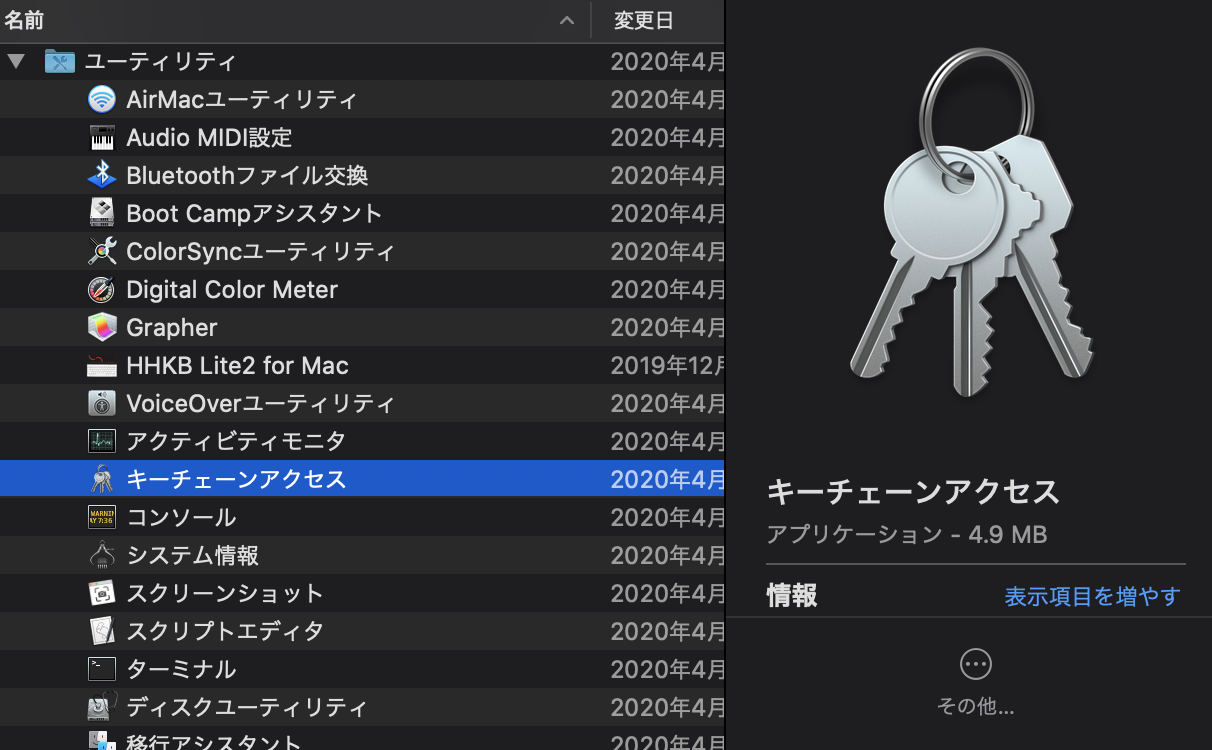 名前 変更日
ユーティリティ 2020年4月
AirMacユーティリティ 2020年4月
Audio MIDI設定 2020年4月
Bluetoothファイル交換 2020年4月
Boot Campアシスタント 2020年4月
ColorSyncユーティリティ 2020年4月
Digital Color Meter 2020年4月
Grapher 2020年4月
HHKB Lite2 for Mac 2019年12月
VoiceOverユーティリティ 2020年4月
アクティビティモニタ 2020年4月
キーチェーンアクセス 2020年4月
コンソール 2020年4月
システム情報 2020年4月
スクリーンショット 2020年4月
スクリプトエディタ 2020年4月
ターミナル 2020年4月
ディスクユーティリティ 2020年4月
移行アシスタント 2020年4月
キーチェーンアクセス
アプリケーション - 4.9 MB
情報 表示項目を増やす
その他...